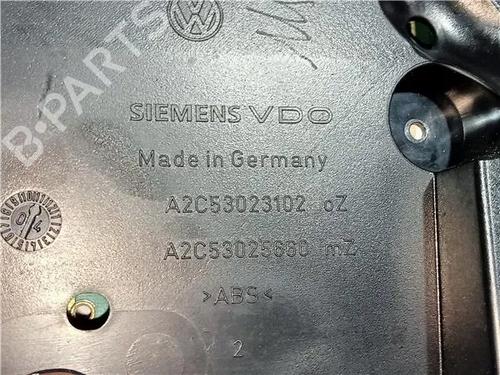 B-PARTS
SIEMENS VDO
Made in Germany
A2C53023102 oZ
A2C53025680 mZ
>ABS<
2